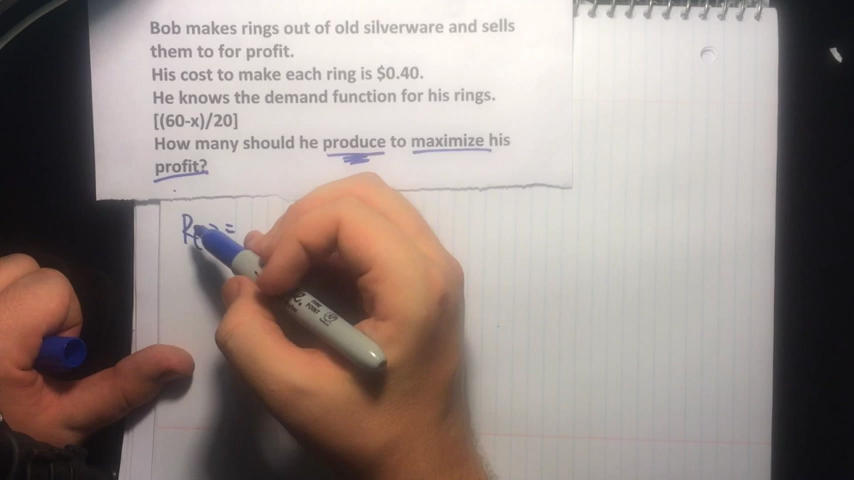 Bob makes rings out of old silverware and sells
them to for profit.
His cost to make each ring is $0.40.
He knows the demand function for his rings.
[(60-x)/20]
How many should he produce to maximize his
profit?